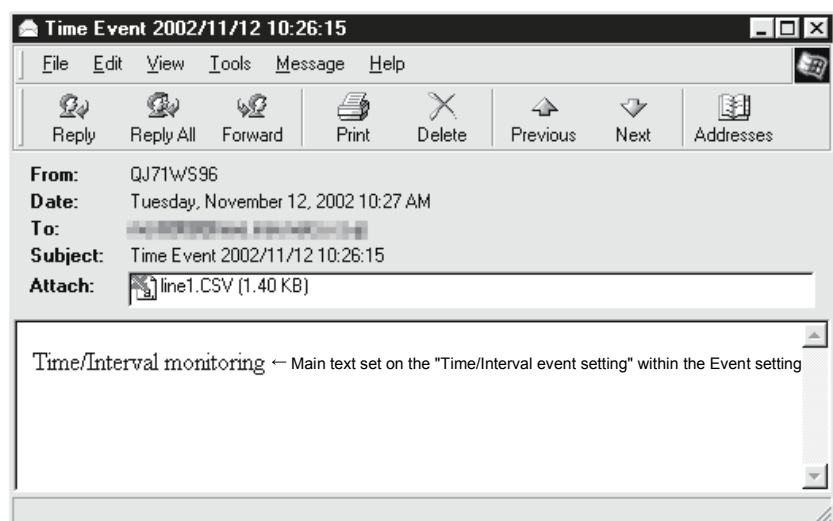 Time Event 2002/11/12 10:26:15
File Edit View Tools Message Help
Reply Reply All Forward Print Delete Previous Next Addresses
From: QJ71WS96
Date: Tuesday, November 12, 2002 10:27 AM
To:
Subject: Time Event 2002/11/12 10:26:15
Attach: line1.CSV (1.40 KB)
Time/Interval monitoring ← Main text set on the "Time/Interval event setting" within the Event setting